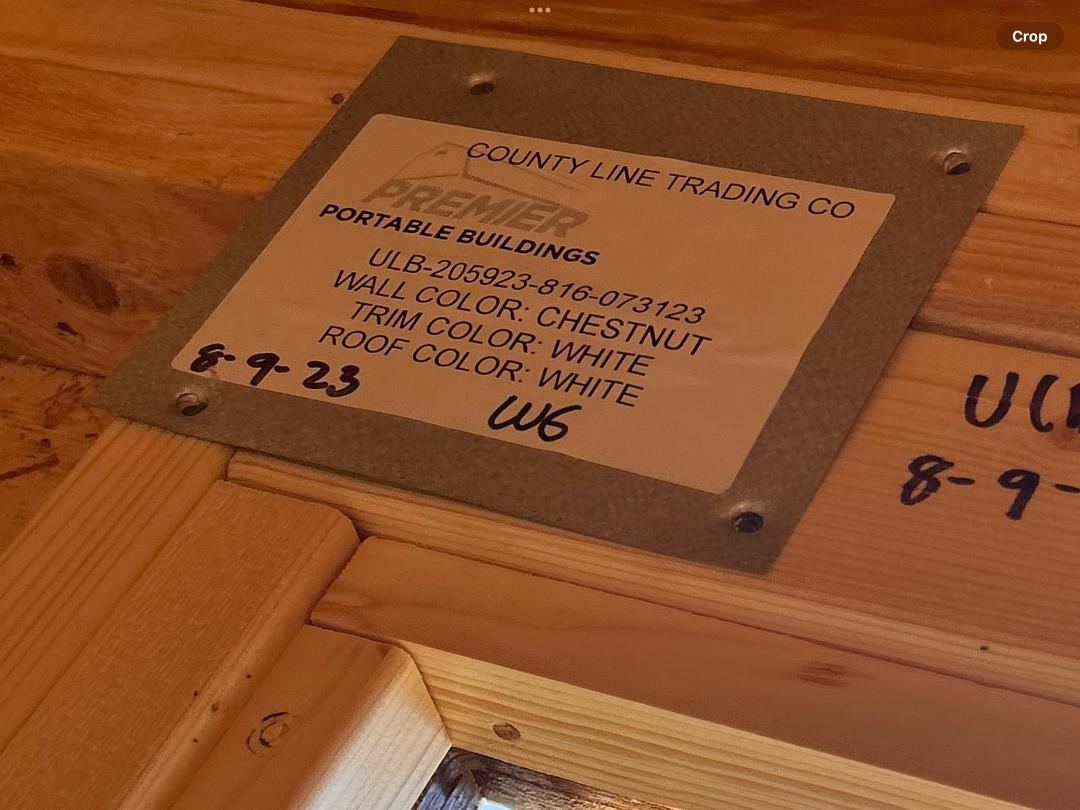 Crop
COUNTY LINE TRADING CO
PREMIER
PORTABLE BUILDINGS
ULB-205923-816-073123
WALL COLOR: CHESTNUT
TRIM COLOR: WHITE
ROOF COLOR: WHITE
8-9-23
8-9-